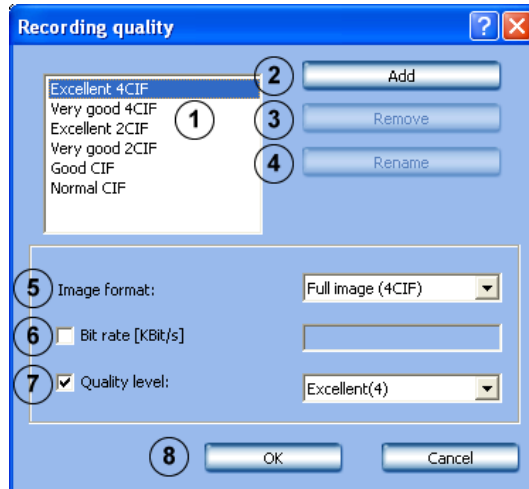 Recording quality
Excellent 4CIF
Very good 4CIF
Excellent 2CIF
Very good 2CIF
Good CIF
Normal CIF
1
2 Add
3 Remove
4 Rename
5 Image format: Full image (4CIF)
6 Bit rate [KBit/s]
7 Quality level: Excellent(4)
8 OK Cancel